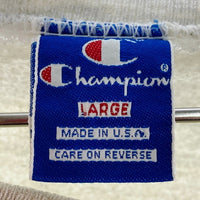 Champion®
LARGE
MADE IN U.S.A.
CARE ON REVERSE